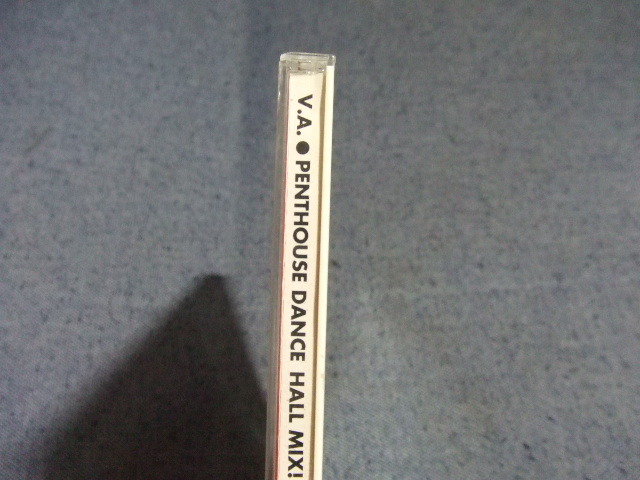 V.A. ● PENTHOUSE DANCE HALL MIX!